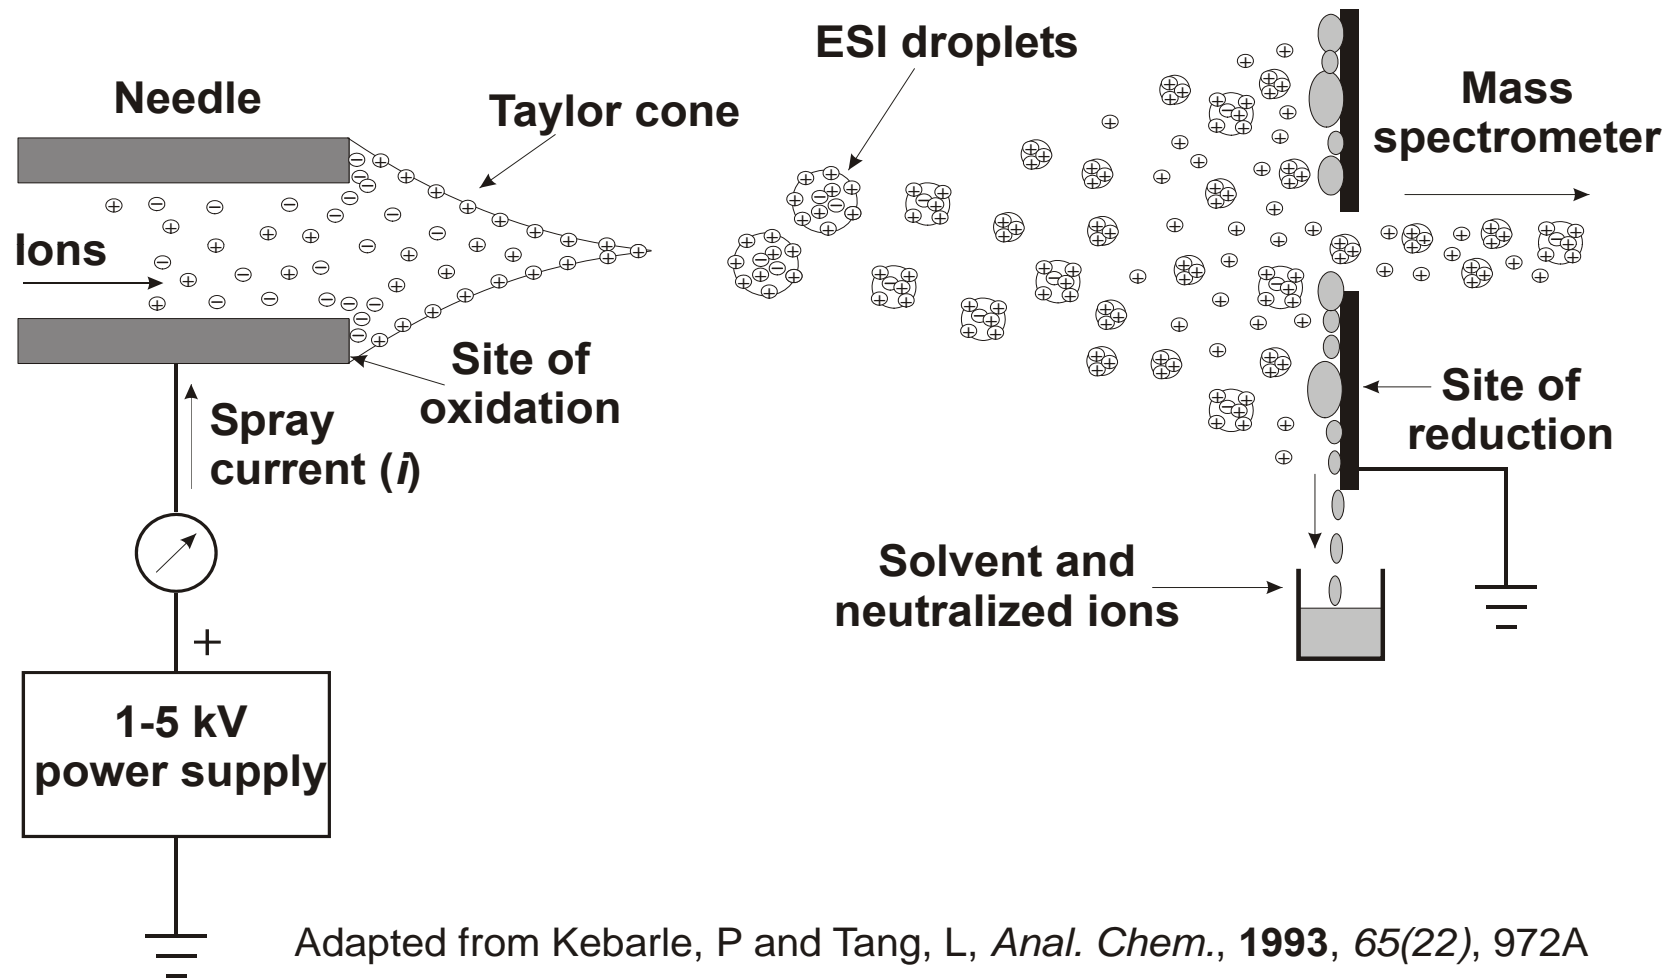 ESI droplets
Needle
Taylor cone
Mass
spectrometer
Ions
Site of
oxidation
Spray
current (i)
Site of
reduction
Solvent and
neutralized ions
+
1-5 kV
power supply
Adapted from Kebarle, P and Tang, L, Anal. Chem., 1993, 65(22), 972A